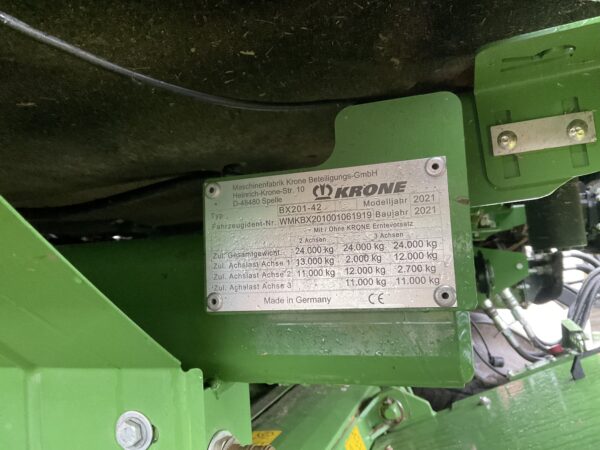 Maschinenfabrik Krone Beteiligungs-GmbH
Heinrich-Krone-Str. 10
D-48480 Spelle
KRONE
Typ BX201-42 Modelljahr 2021
Fahrzeugident-Nr. WMKBX201001061919 Baujahr 2021
- Mit / Ohne KRONE Erntevorsatz
2 Achsen 3 Achsen
Zul. Gesamtgewicht 24.000 kg 24.000 kg 24.000 kg
Zul. Achslast Achse 1 13.000 kg 2.000 kg 12.000 kg
Zul. Achslast Achse 2 11.000 kg 12.000 kg 2.700 kg
Zul. Achslast Achse 3 11.000 kg 11.000 kg
Made in Germany CE